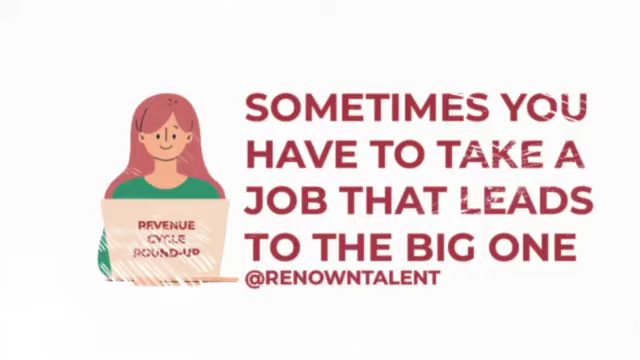 SOMETIMES YOU
HAVE TO TAKE A
JOB THAT LEADS
TO THE BIG ONE
@RENOWNTALENT
REVENUE
CYCLE
ROUND-UP